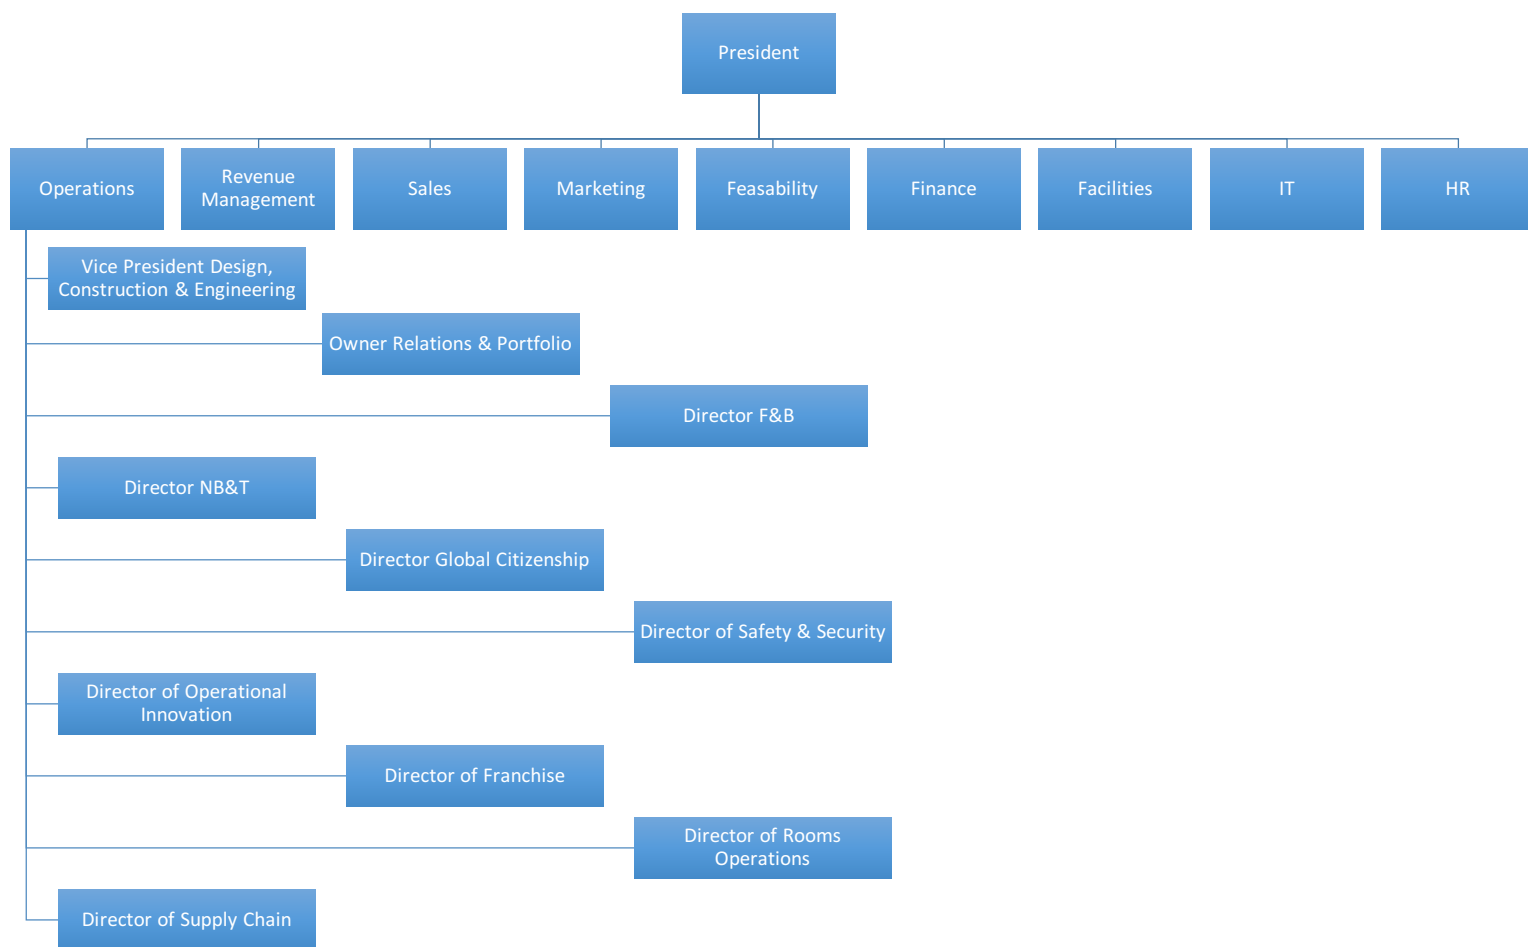 President
Operations
Revenue
Management
Sales
Marketing
Feasability
Finance
Facilities
IT
HR
Vice President Design,
Construction & Engineering
Owner Relations & Portfolio
Director F&B
Director NB&T
Director Global Citizenship
Director of Safety & Security
Director of Operational
Innovation
Director of Franchise
Director of Rooms
Operations
Director of Supply Chain